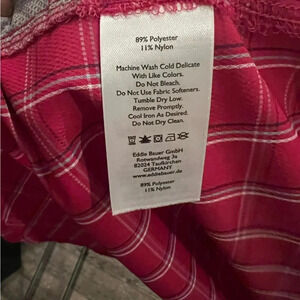 89% Polyester
11% Nylon
Machine Wash Cold Delicate
With Like Colors.
Do Not Bleach.
Do Not Use Fabric Softeners.
Tumble Dry Low.
Remove Promptly.
Cool Iron As Desired.
Do Not Dry Clean.
Eddie Bauer GmbH
Rotwandweg 3a
82024 Taufkirchen
GERMANY
www.eddiebauer.de
89% Polyester
11% Nylon